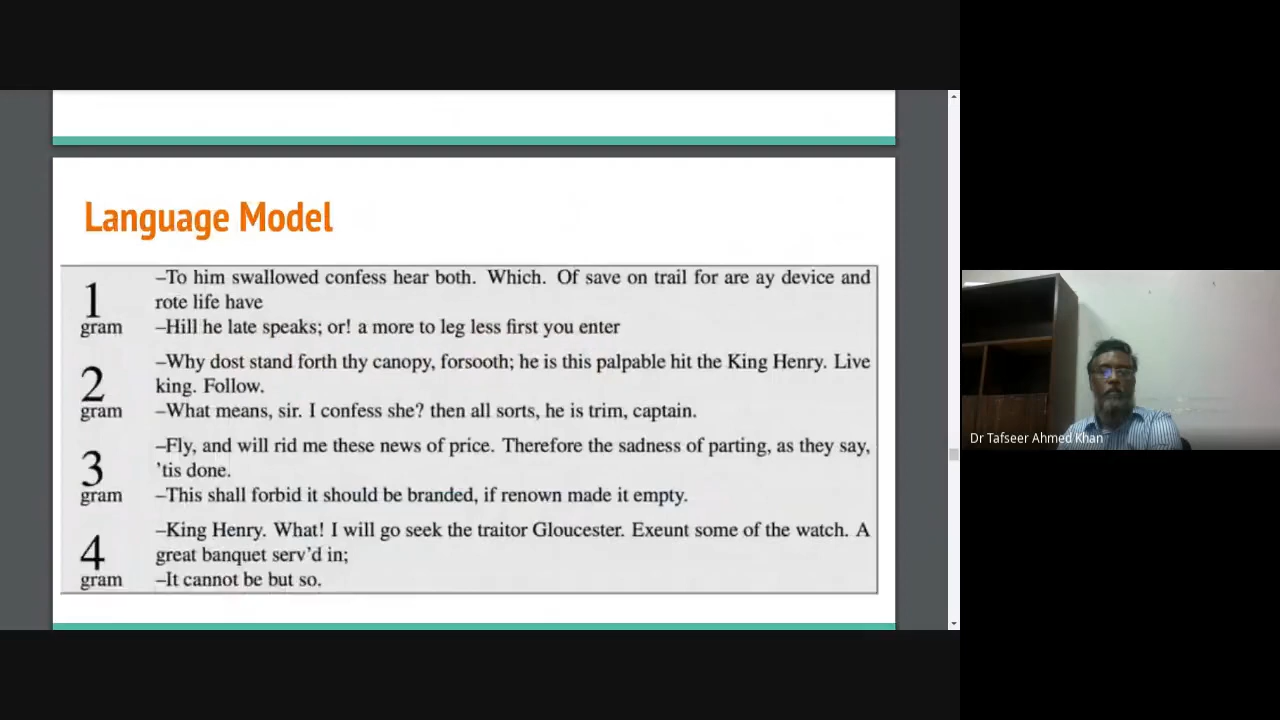 Language Model
1
gram
–To him swallowed confess hear both. Which. Of save on trail for are ay device and
rote life have
–Hill he late speaks; or! a more to leg less first you enter
2
gram
–Why dost stand forth thy canopy, forsooth; he is this palpable hit the King Henry. Live
king. Follow.
–What means, sir. I confess she? then all sorts, he is trim, captain.
3
gram
–Fly, and will rid me these news of price. Therefore the sadness of parting, as they say,
’tis done.
–This shall forbid it should be branded, if renown made it empty.
4
gram
–King Henry. What! I will go seek the traitor Gloucester. Exeunt some of the watch. A
great banquet serv’d in;
–It cannot be but so.
Dr Tafseer Ahmed Khan